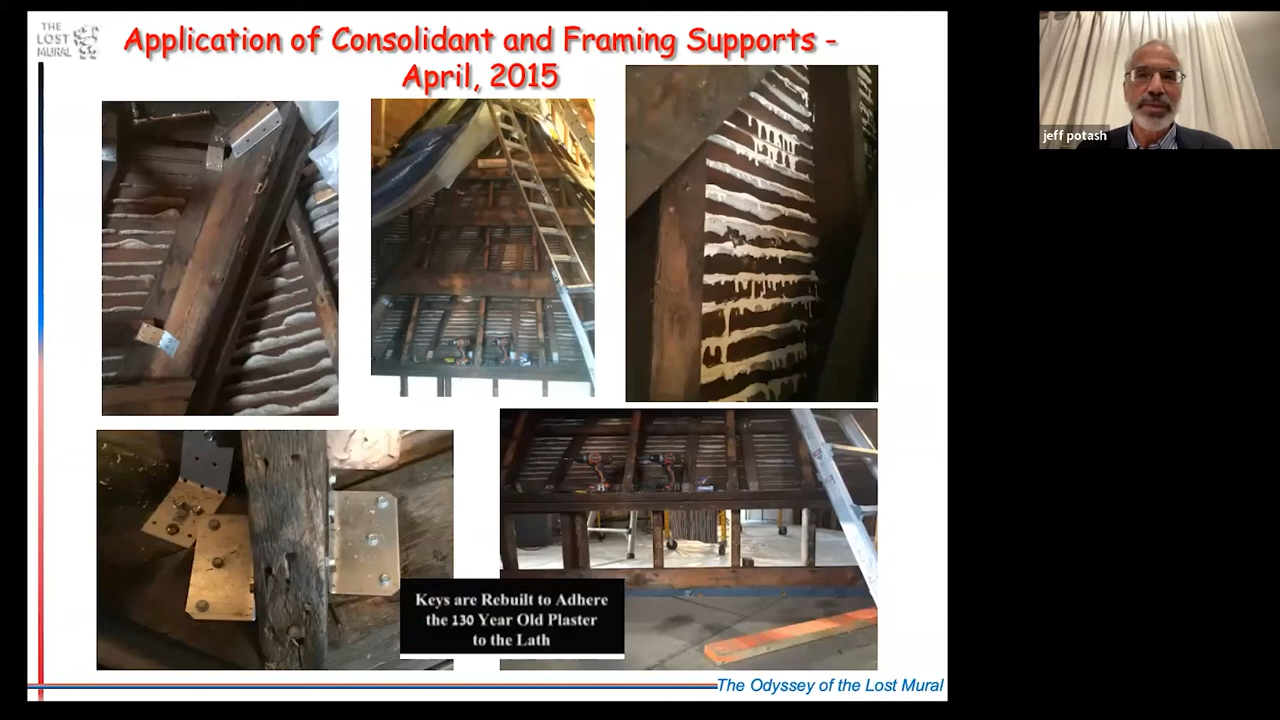 THE
LOST
MURAL
Application of Consolidant and Framing Supports -
April, 2015
jeff potash
Keys are Rebuilt to Adhere
the 130 Year Old Plaster
to the Lath
The Odyssey of the Lost Mural